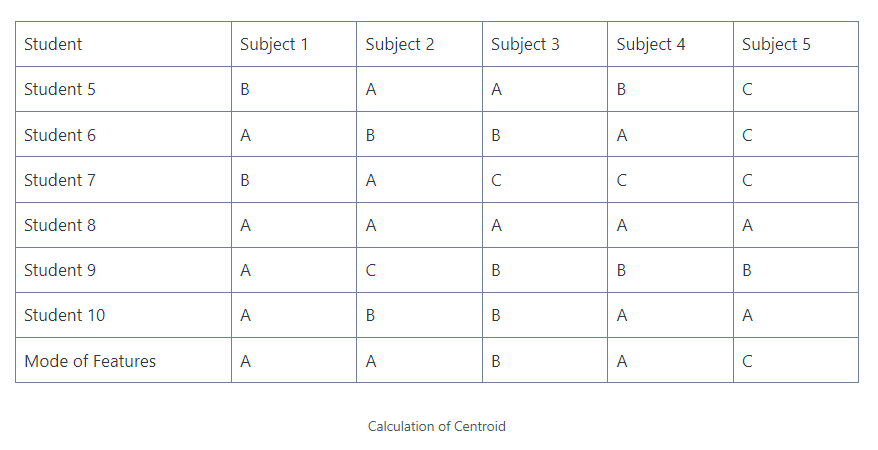 Student Subject 1 Subject 2 Subject 3 Subject 4 Subject 5
Student 5 B A A B C
Student 6 A B B A C
Student 7 B A C C C
Student 8 A A A A A
Student 9 A C B B B
Student 10 A B B A A
Mode of Features A A B A C
Calculation of Centroid